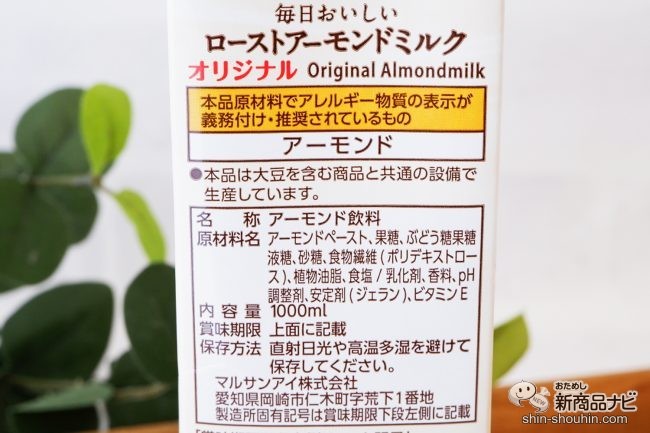 毎日おいしい
ローストアーモンドミルク
オリジナル Original Almondmilk
本品原材料でアレルギー物質の表示が
義務付け・推奨されているもの
アーモンド
●本品は大豆を含む商品と共通の設備で
生産しています。
名 称 アーモンド飲料
原材料名 アーモンドペースト、果糖、ぶどう糖果糖
液糖、砂糖、食物繊維(ポリデキストロー
ス)、植物油脂、食塩/乳化剤、香料、pH
調整剤、安定剤(ジェラン)、ビタミンE
内容量 1000ml
賞味期限 上面に記載
保存方法 直射日光や高温多湿を避けて
保存してください。
マルサンアイ株式会社
愛知県岡崎市仁木町字荒下1番地
製造所固有記号は賞味期限下段左側に記載
おためし
NEW
新商品ナビ
shin-shouhin.com